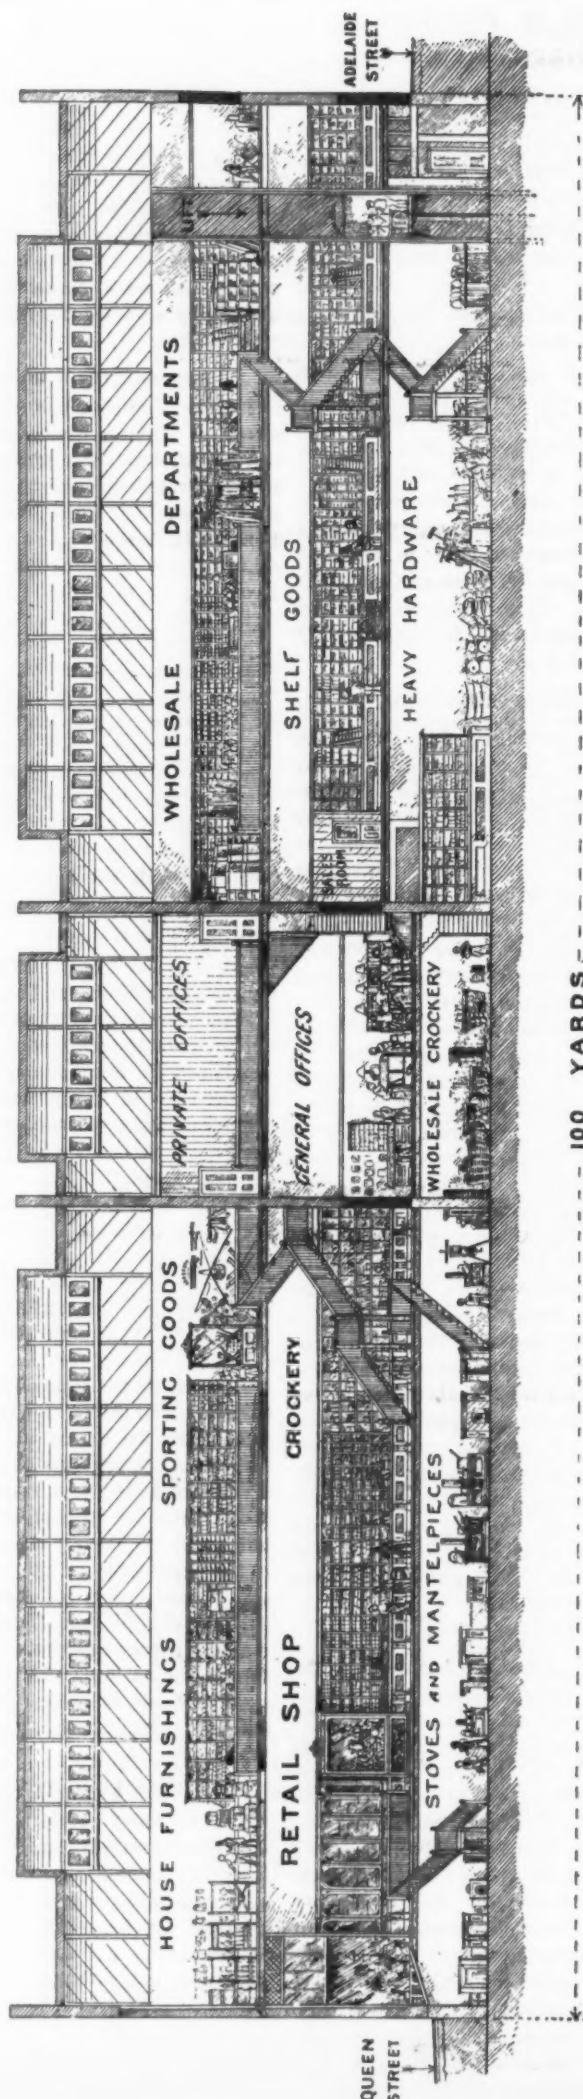 ADELAIDE
STREET
HOUSE FURNISHINGS SPORTING GOODS
PRIVATE OFFICES
WHOLESALE DEPARTMENTS
LIFT
RETAIL SHOP CROCKERY
GENERAL OFFICES
SHELF GOODS
SALES
ROOM
STOVES AND MANTELPIECES
WHOLESALE CROCKERY
HEAVY HARDWARE
QUEEN
STREET
100 YARDS